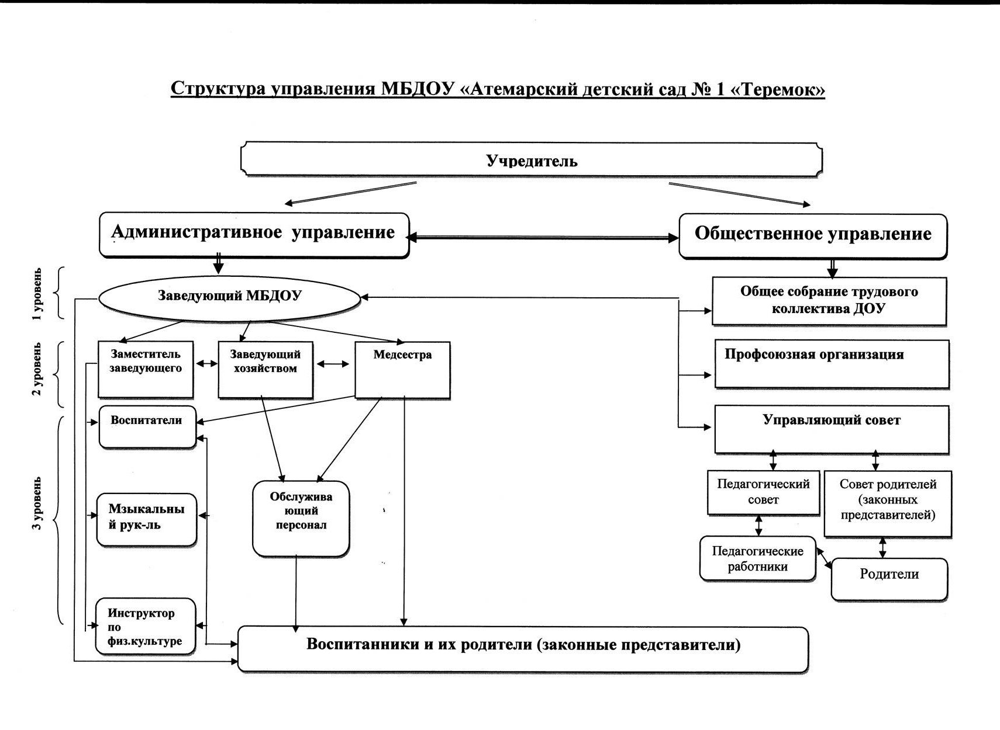 Структура управления МБДОУ «Атемарский детский сад № 1 «Теремок»
Учредитель
Административное управление
Общественное управление
1 уровень
Заведующий МБДОУ
Общее собрание трудового
коллектива ДОУ
2 уровень
Заместитель
заведующего
Заведующий
хозяйством
Медсестра
Профсоюзная организация
Управляющий совет
3 уровень
Воспитатели
Мзыкальны
й рук-ль
Обслужива
ющий
персонал
Педагогический
совет
Совет родителей
(законных
представителей)
Педагогические
работники
Родители
Инструктор
по
физ.культуре
Воспитанники и их родители (законные представители)